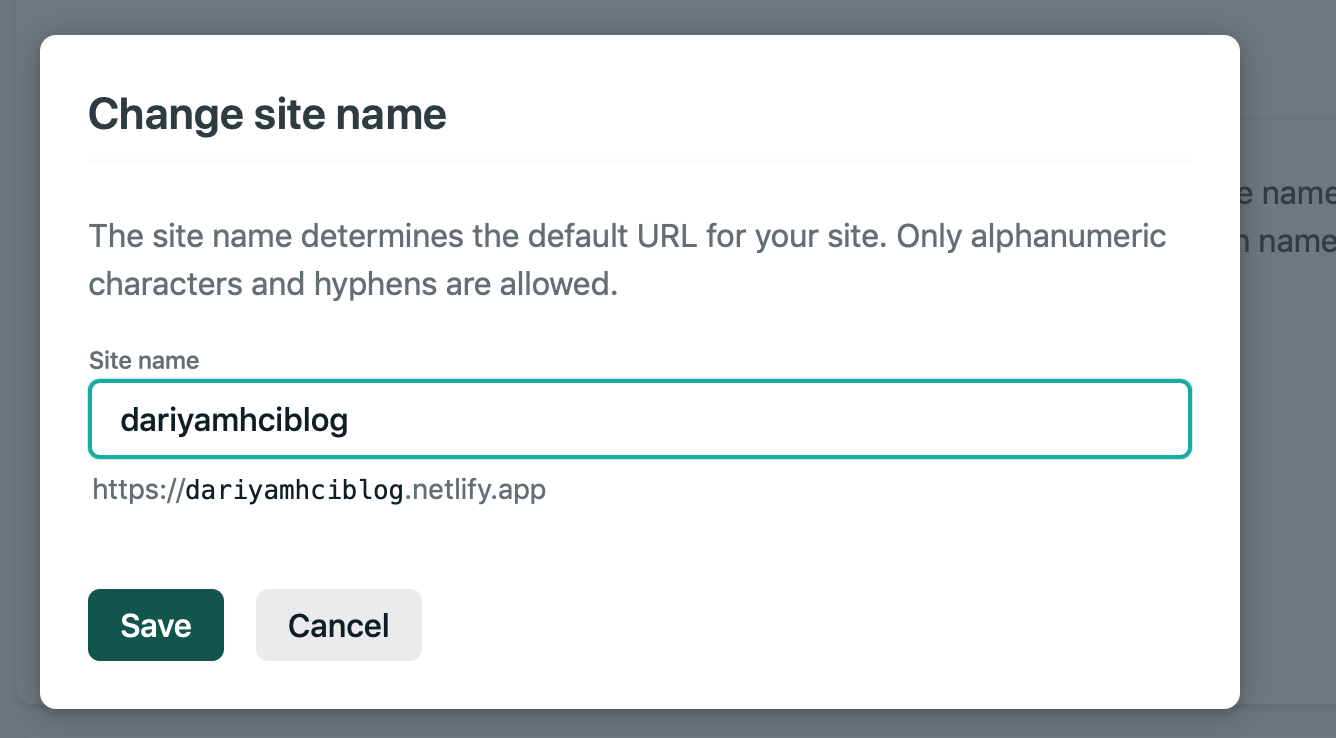 Change site name
The site name determines the default URL for your site. Only alphanumeric
characters and hyphens are allowed.
Site name
dariyamhciblog
https://dariyamhciblog.netlify.app
Save
Cancel
name
name